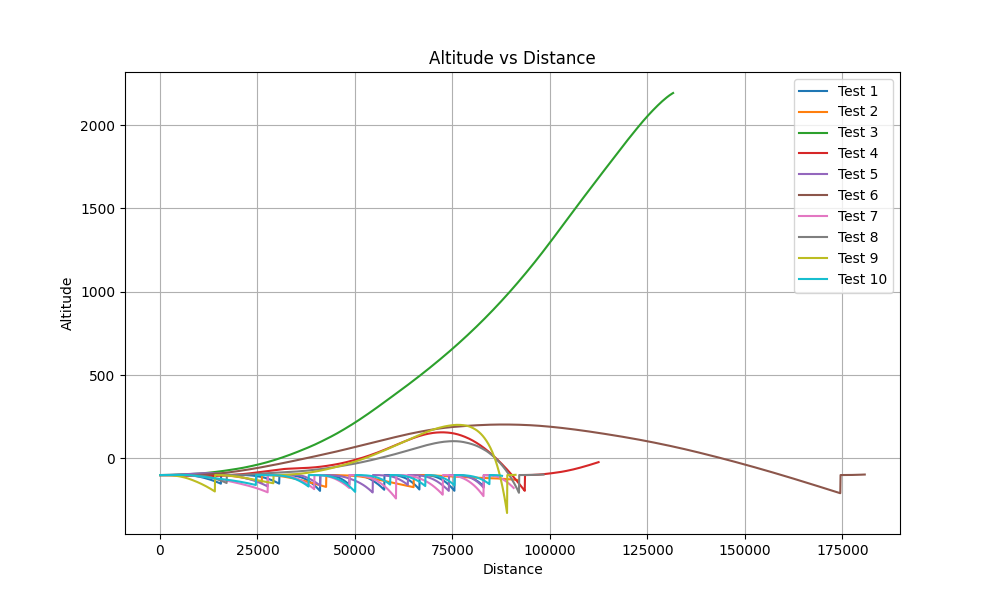 Altitude vs Distance
Altitude
2000
1500
1000
500
0
0
25000
50000
75000
100000
125000
150000
175000
Distance
Test 1
Test 2
Test 3
Test 4
Test 5
Test 6
Test 7
Test 8
Test 9
Test 10